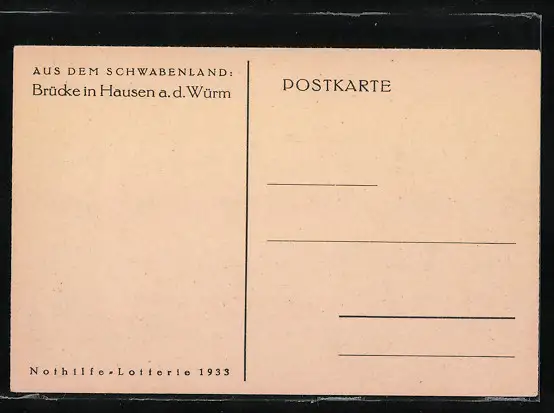 AUS DEM SCHWABENLAND:
Brücke in Hausen a. d. Würm
POSTKARTE
Nothilfe-Lotterie 1933